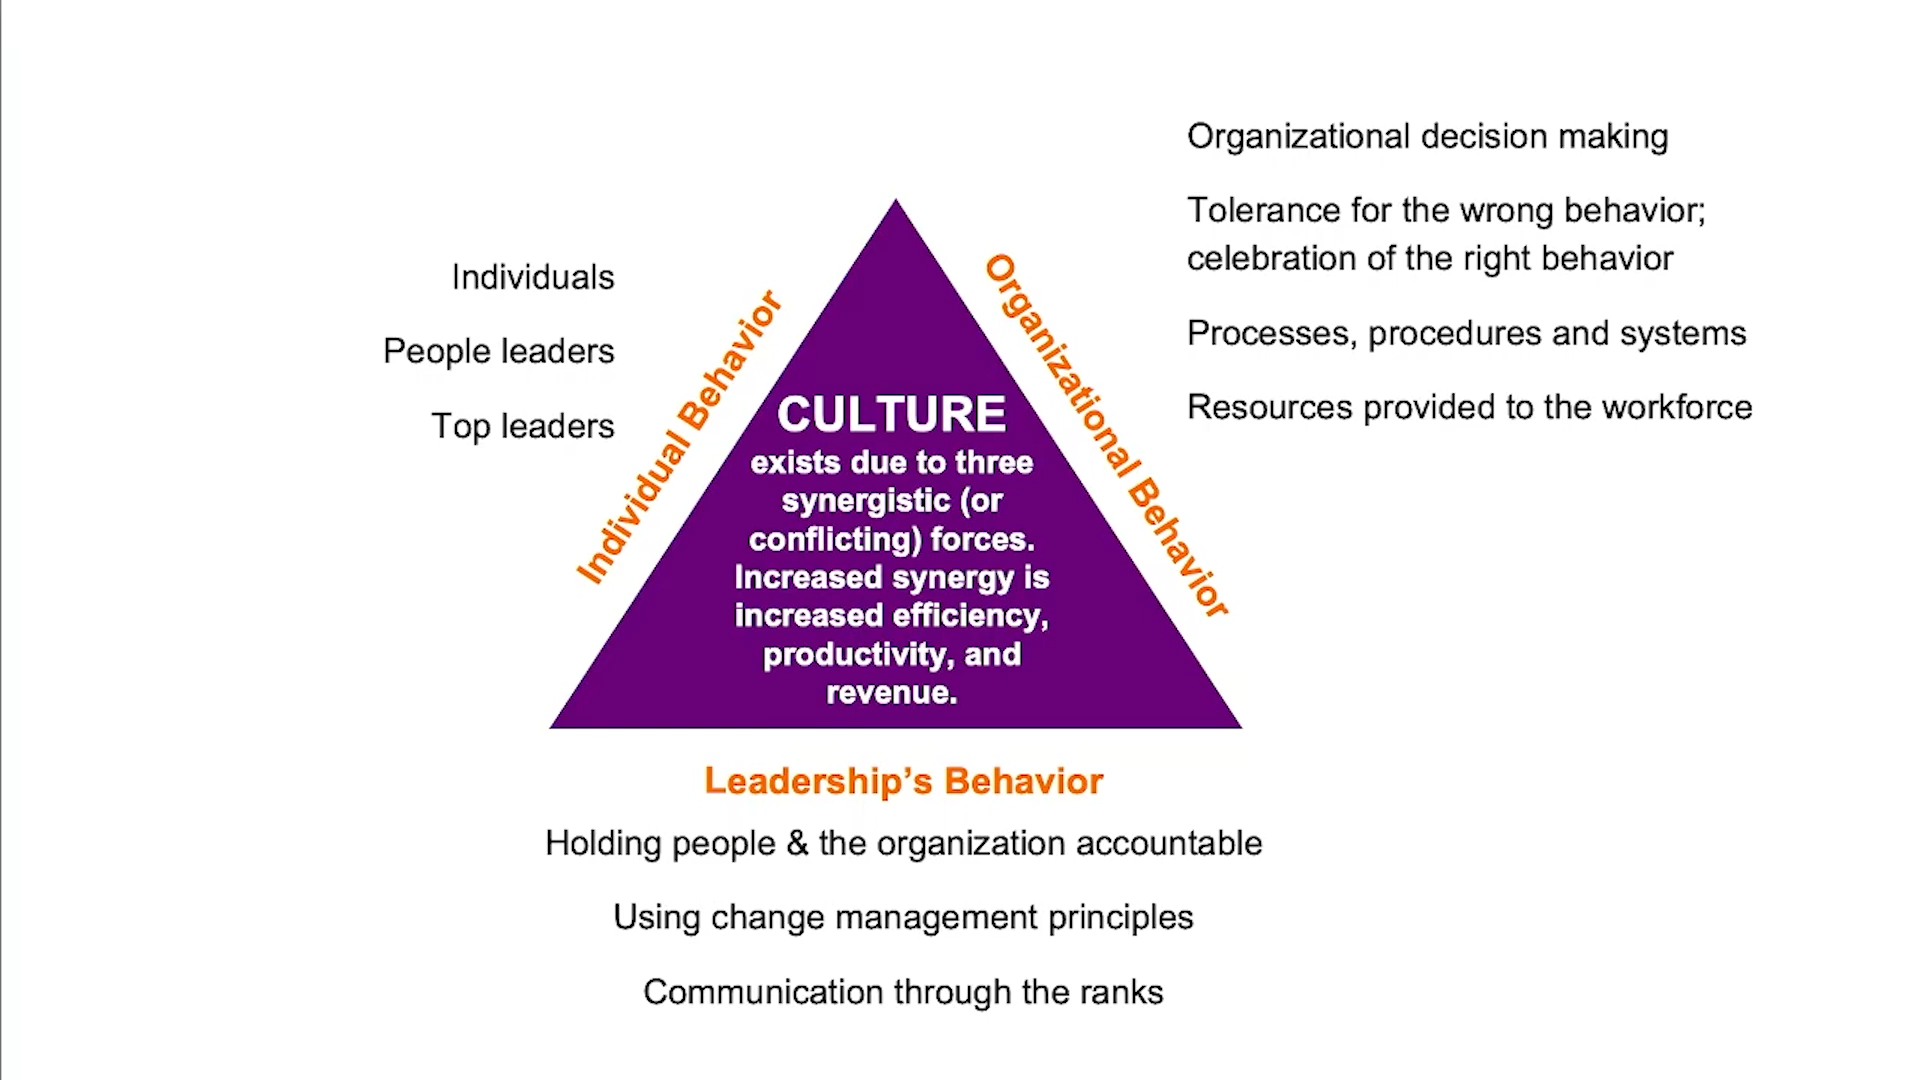 Individuals
People leaders
Top leaders
Individual Behavior
CULTURE
exists due to three
synergistic (or
conflicting) forces.
Increased synergy is
increased efficiency,
productivity, and
revenue.
Organizational Behavior
Organizational decision making
Tolerance for the wrong behavior;
celebration of the right behavior
Processes, procedures and systems
Resources provided to the workforce
Leadership’s Behavior
Holding people & the organization accountable
Using change management principles
Communication through the ranks